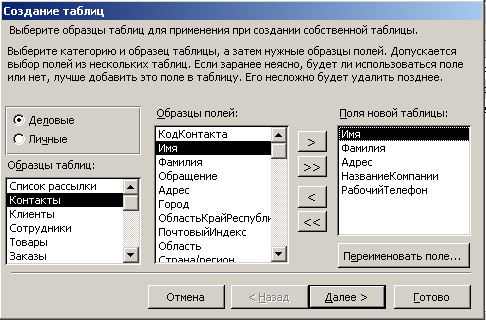 Создание таблиц
Выберите образцы таблиц для применения при создании собственной таблицы.
Выберите категорию и образец таблицы, а затем нужные образцы полей. Допускается
выбор полей из нескольких таблиц. Если заранее неясно, будет ли использоваться поле
или нет, лучше добавить это поле в таблицу. Его несложно будет удалить позднее.
Деловые
Личные
Образцы таблиц:
Список рассылки
Контакты
Клиенты
Сотрудники
Товары
Заказы
Образцы полей:
КодКонтакта
Имя
Фамилия
Обращение
Адрес
Город
ОбластьКрайРеспубли
ПочтовыйИндекс
Область
Страна/регион
>
>>
<
<<
Поля новой таблицы:
Имя
Фамилия
Адрес
НазваниеКомпании
РабочийТелефон
Переименовать поле...
Отмена
< Назад
Далее >
Готово